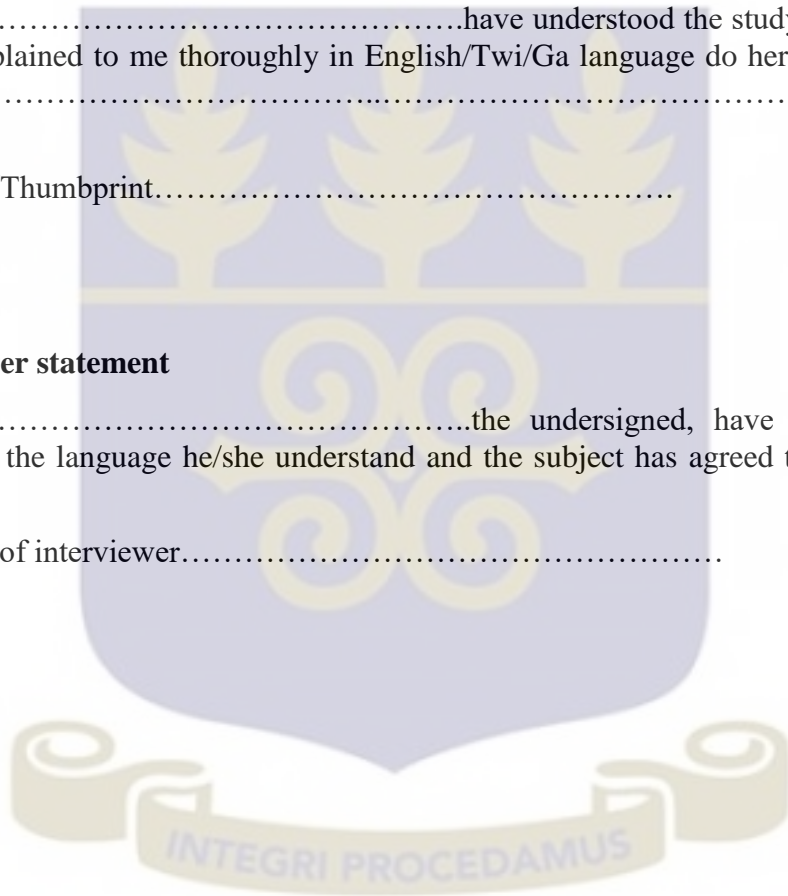 ……………………………………….have understood the study
plained to me thoroughly in English/Twi/Ga language do her
…………………………………...……………………………………
Thumbprint………………………………………….
er statement
……………………………………..the undersigned, have
the language he/she understand and the subject has agreed t
of interviewer……………………………………………
INTEGRI PROCEDAMUS